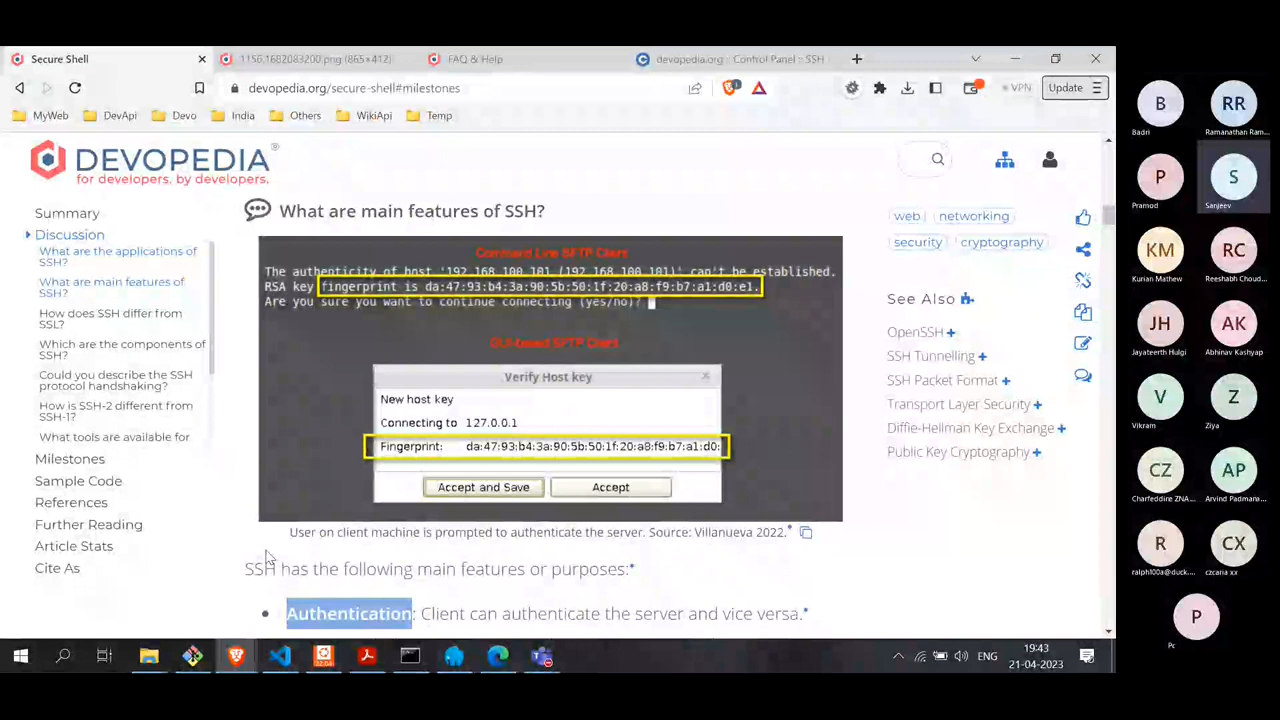 Secure Shell
1156.1682083200.png (865×412)
FAQ & Help
devopedia.org :: Control Panel :: SSH
devopedia.org/secure-shell#milestones
VPN
Update
MyWeb
DevApi
Devo
India
Others
WikiApi
Temp
DEVOPEDIA
for developers. by developers.
Summary
Discussion
What are the applications of
SSH?
What are main features of
SSH?
How does SSH differ from
SSL?
Which are the components of
SSH?
Could you describe the SSH
protocol handshaking?
How is SSH-2 different from
SSH-1?
What tools are available for
Milestones
Sample Code
References
Further Reading
Article Stats
Cite As
What are main features of SSH?
Command Line SFTP Client
The authenticity of host '192.168.100.101 (192.168.100.101)' can't be established.
RSA key fingerprint is da:47:93:b4:3a:90:5b:50:1f:20:a8:f9:b7:a1:d0:e1.
Are you sure you want to continue connecting (yes/no)?
GUI-based SFTP Client
Verify Host key
New host key
Connecting to 127.0.0.1
Fingerprint: da:47:93:b4:3a:90:5b:50:1f:20:a8:f9:b7:a1:d0:
Accept and Save
Accept
User on client machine is prompted to authenticate the server. Source: Villanueva 2022.*
SSH has the following main features or purposes:*
• Authentication: Client can authenticate the server and vice versa.*
web
networking
security
cryptography
See Also
OpenSSH +
SSH Tunnelling +
SSH Packet Format +
Transport Layer Security +
Diffie-Hellman Key Exchange +
Public Key Cryptography +
22.04
ENG
19:43
21-04-2023
B
Badri
RR
Ramanathan Ram...
P
Pramod
S
Sanjeev
KM
Kurian Mathew
RC
Reeshabh Choud...
JH
Jayateerth Hulgi
AK
Abhinav Kashyap
V
Vikram
Z
Ziya
CZ
Charfeddine ZNA...
AP
Arvind Padmana...
R
ralph100a@duck....
CX
czcaria xx
P